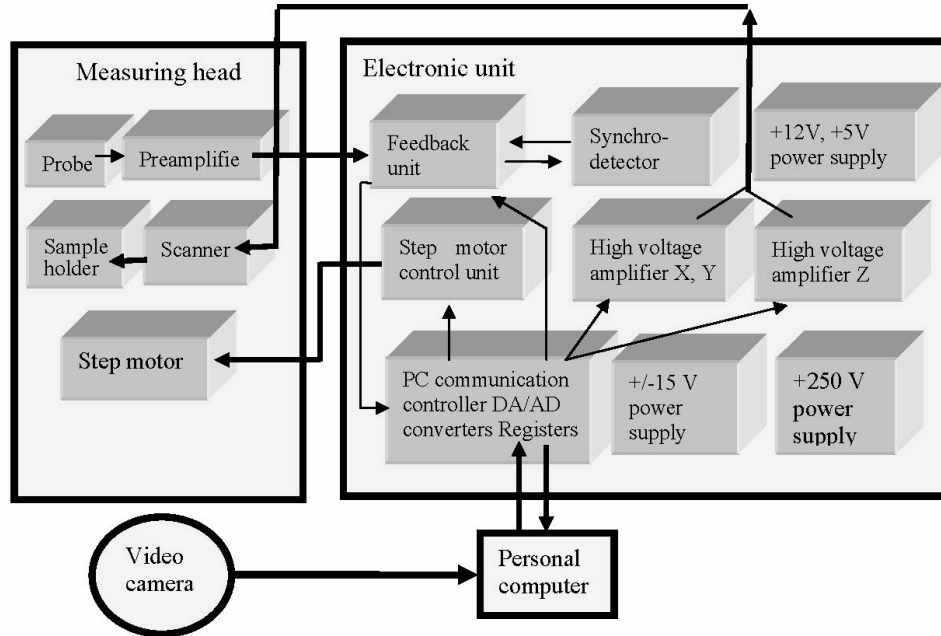 Measuring head
Probe
Preamplifie
Sample
holder
Scanner
Step motor
Electronic unit
Feedback
unit
Synchro-
detector
+12V, +5V
power supply
Step motor
control unit
High voltage
amplifier X, Y
High voltage
amplifier Z
PC communication
controller DA/AD
converters Registers
+/-15 V
power
supply
+250 V
power
supply
Video
camera
Personal
computer